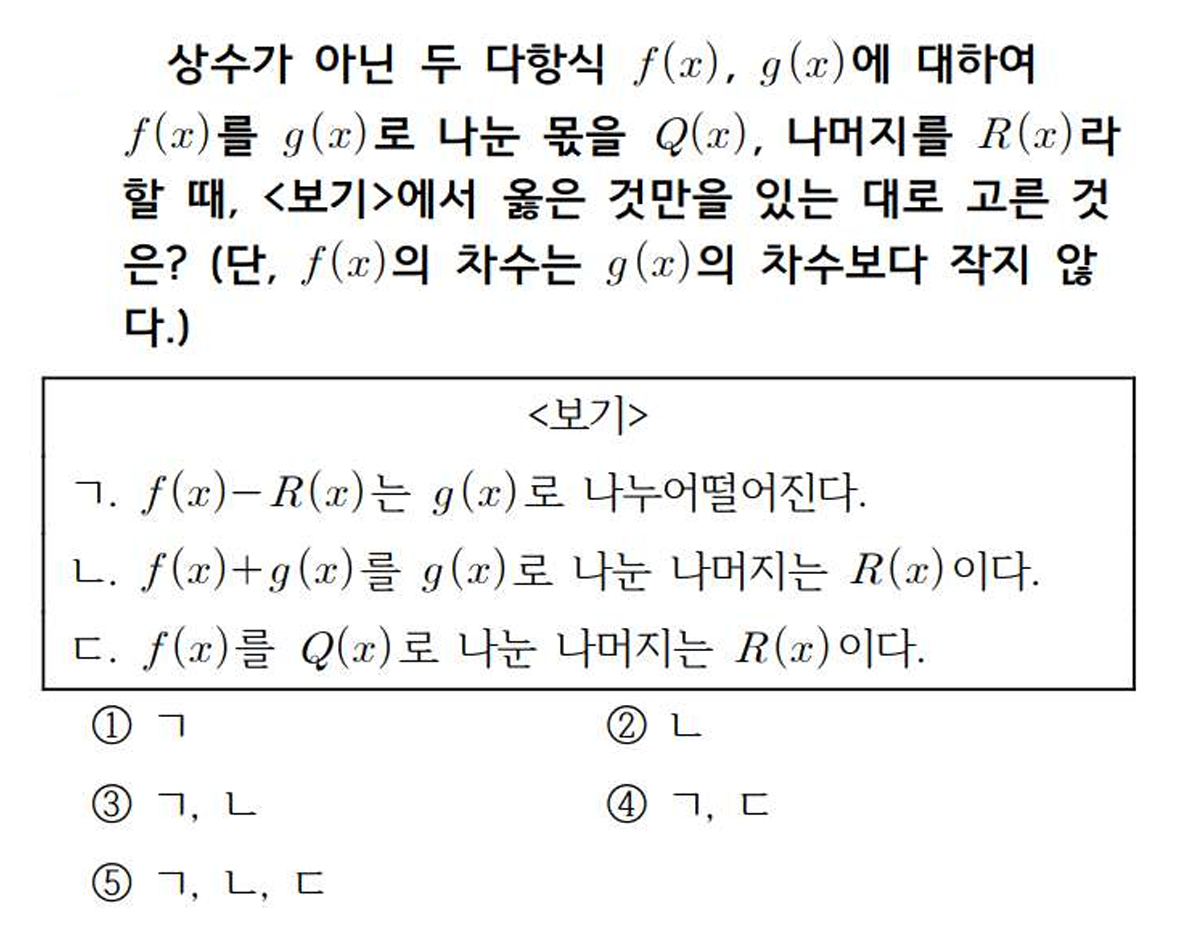 상수가 아닌 두 다항식 f(x), g(x)에 대하여
f(x)를 g(x)로 나눈 몫을 Q(x), 나머지를 R(x)라
할 때, <보기>에서 옳은 것만을 있는 대로 고른 것
은? (단, f(x)의 차수는 g(x)의 차수보다 작지 않
다.)
<보기>
ㄱ. f(x)-R(x)는 g(x)로 나누어떨어진다.
ㄴ. f(x)+g(x)를 g(x)로 나눈 나머지는 R(x)이다.
ㄷ. f(x)를 Q(x)로 나눈 나머지는 R(x)이다.
① ㄱ ② ㄴ
③ ㄱ, ㄴ ④ ㄱ, ㄷ
⑤ ㄱ, ㄴ, ㄷ